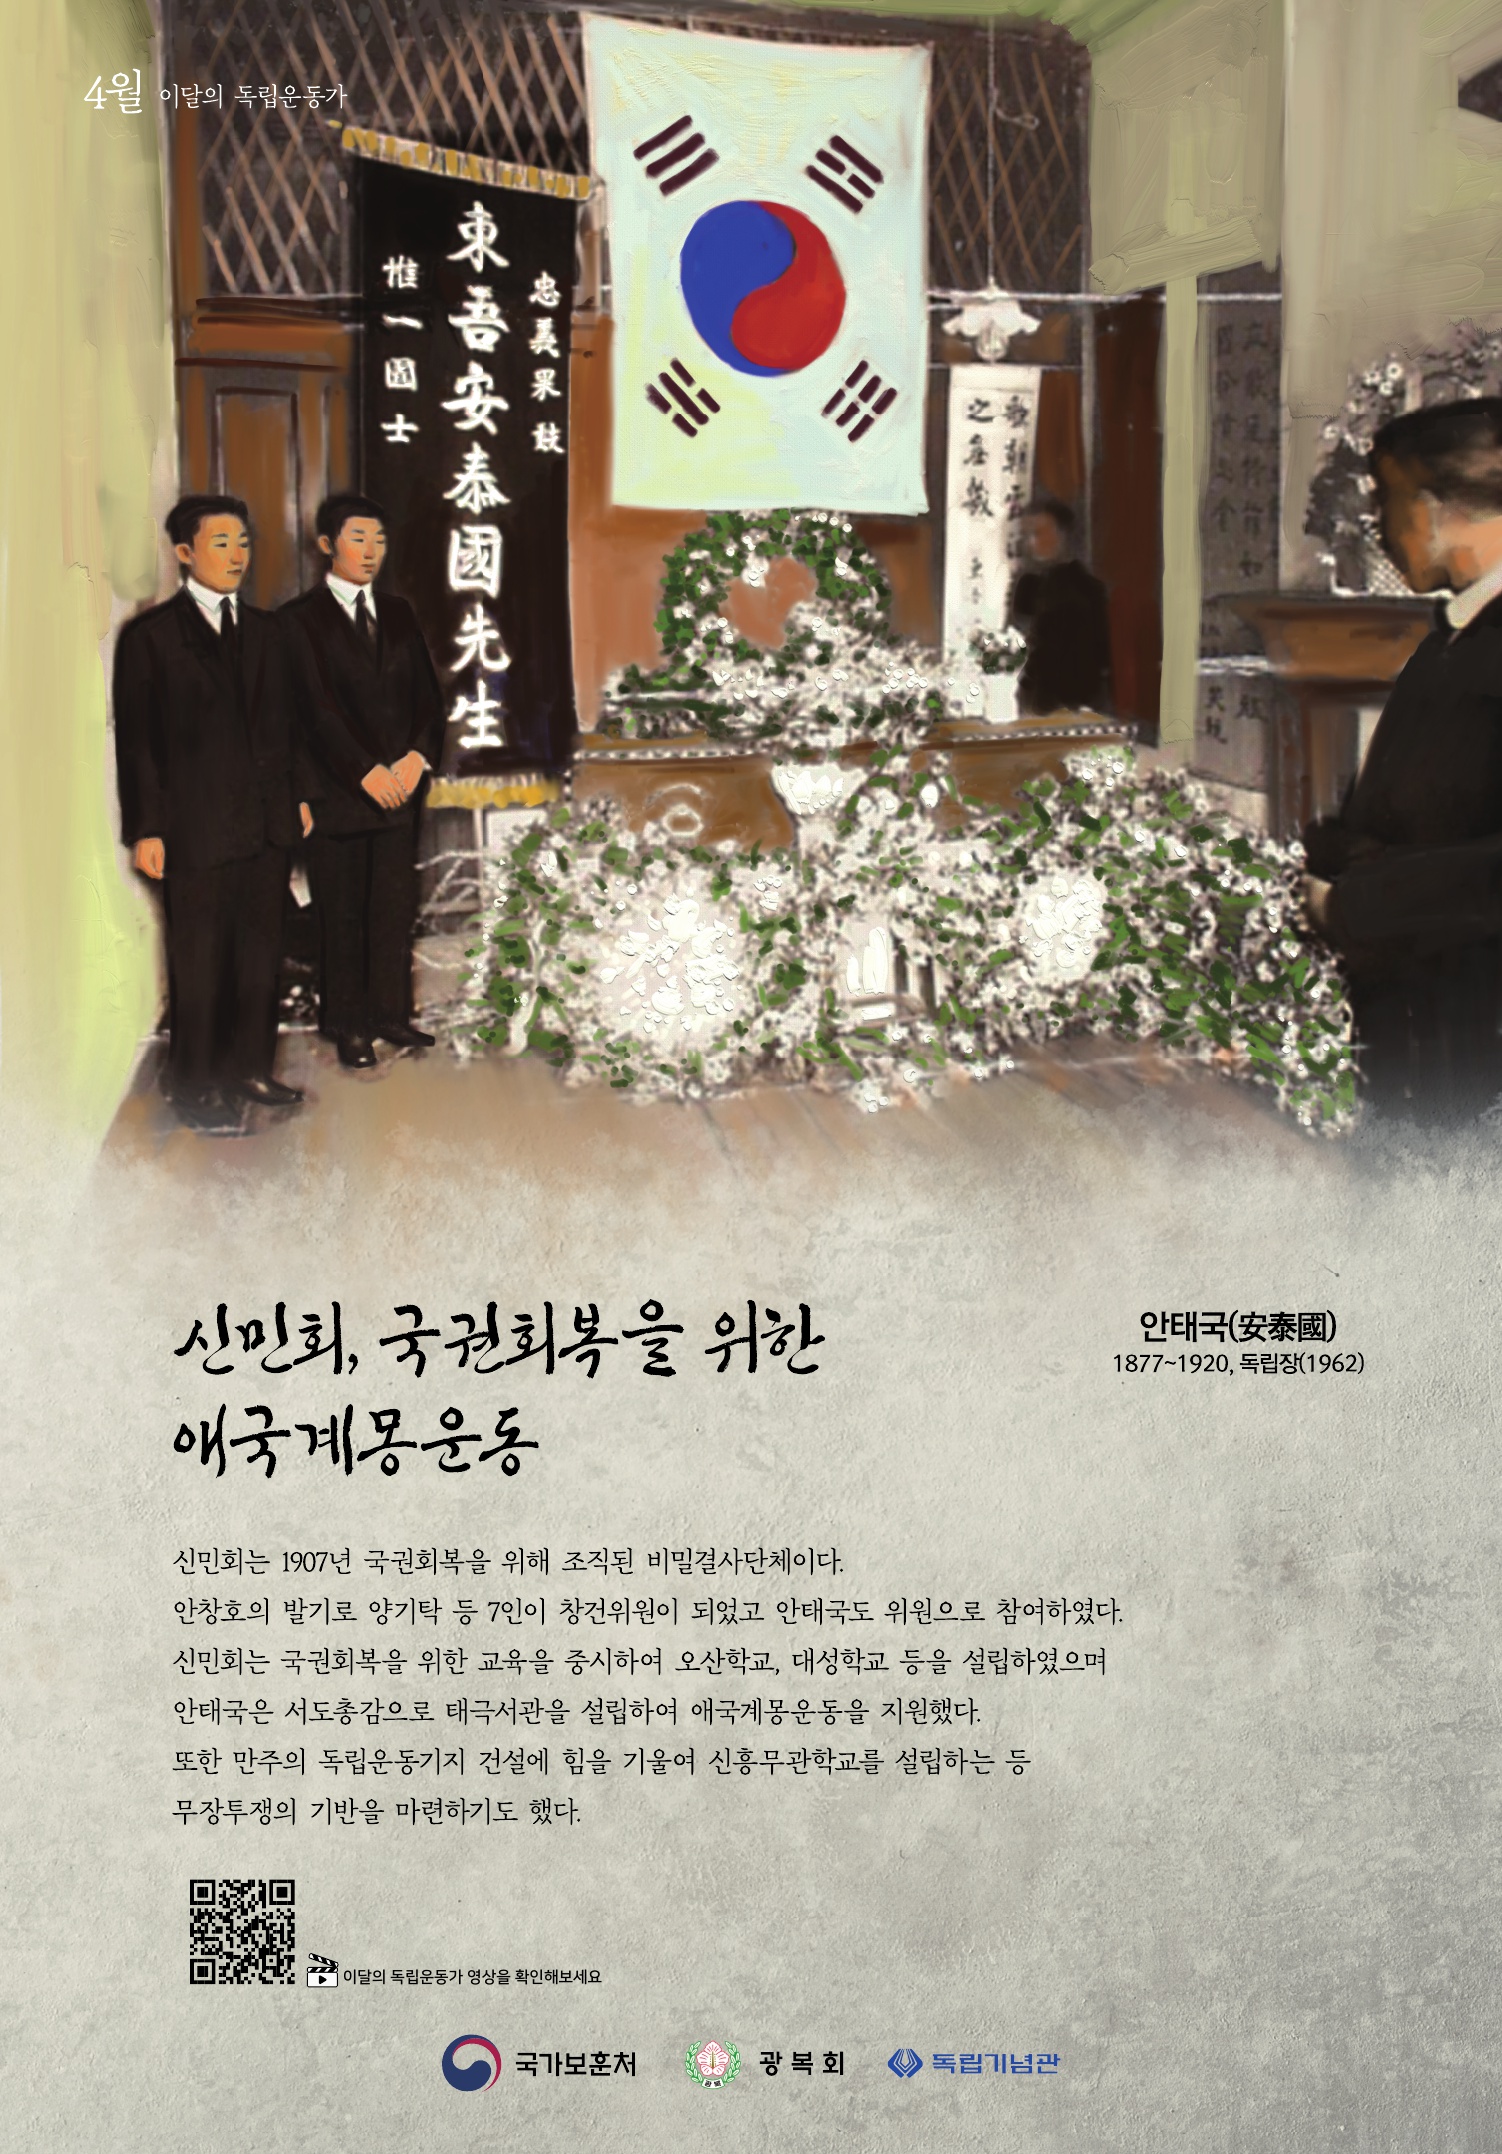 4월 이달의 독립운동가
忠義果敢
東吾安泰國先生
惟一國士
신민회, 국권회복을 위한
애국계몽운동
안태국(安泰國)
1877~1920, 독립장(1962)
신민회는 1907년 국권회복을 위해 조직된 비밀결사단체이다.
안창호의 발기로 양기탁 등 7인이 창건위원이 되었고 안태국도 위원으로 참여하였다.
신민회는 국권회복을 위한 교육을 중시하여 오산학교, 대성학교 등을 설립하였으며
안태국은 서도총감으로 태극서관을 설립하여 애국계몽운동을 지원했다.
또한 만주의 독립운동기지 건설에 힘을 기울여 신흥무관학교를 설립하는 등
무장투쟁의 기반을 마련하기도 했다.
이달의 독립운동가 영상을 확인해보세요
국가보훈처
광복회
독립기념관